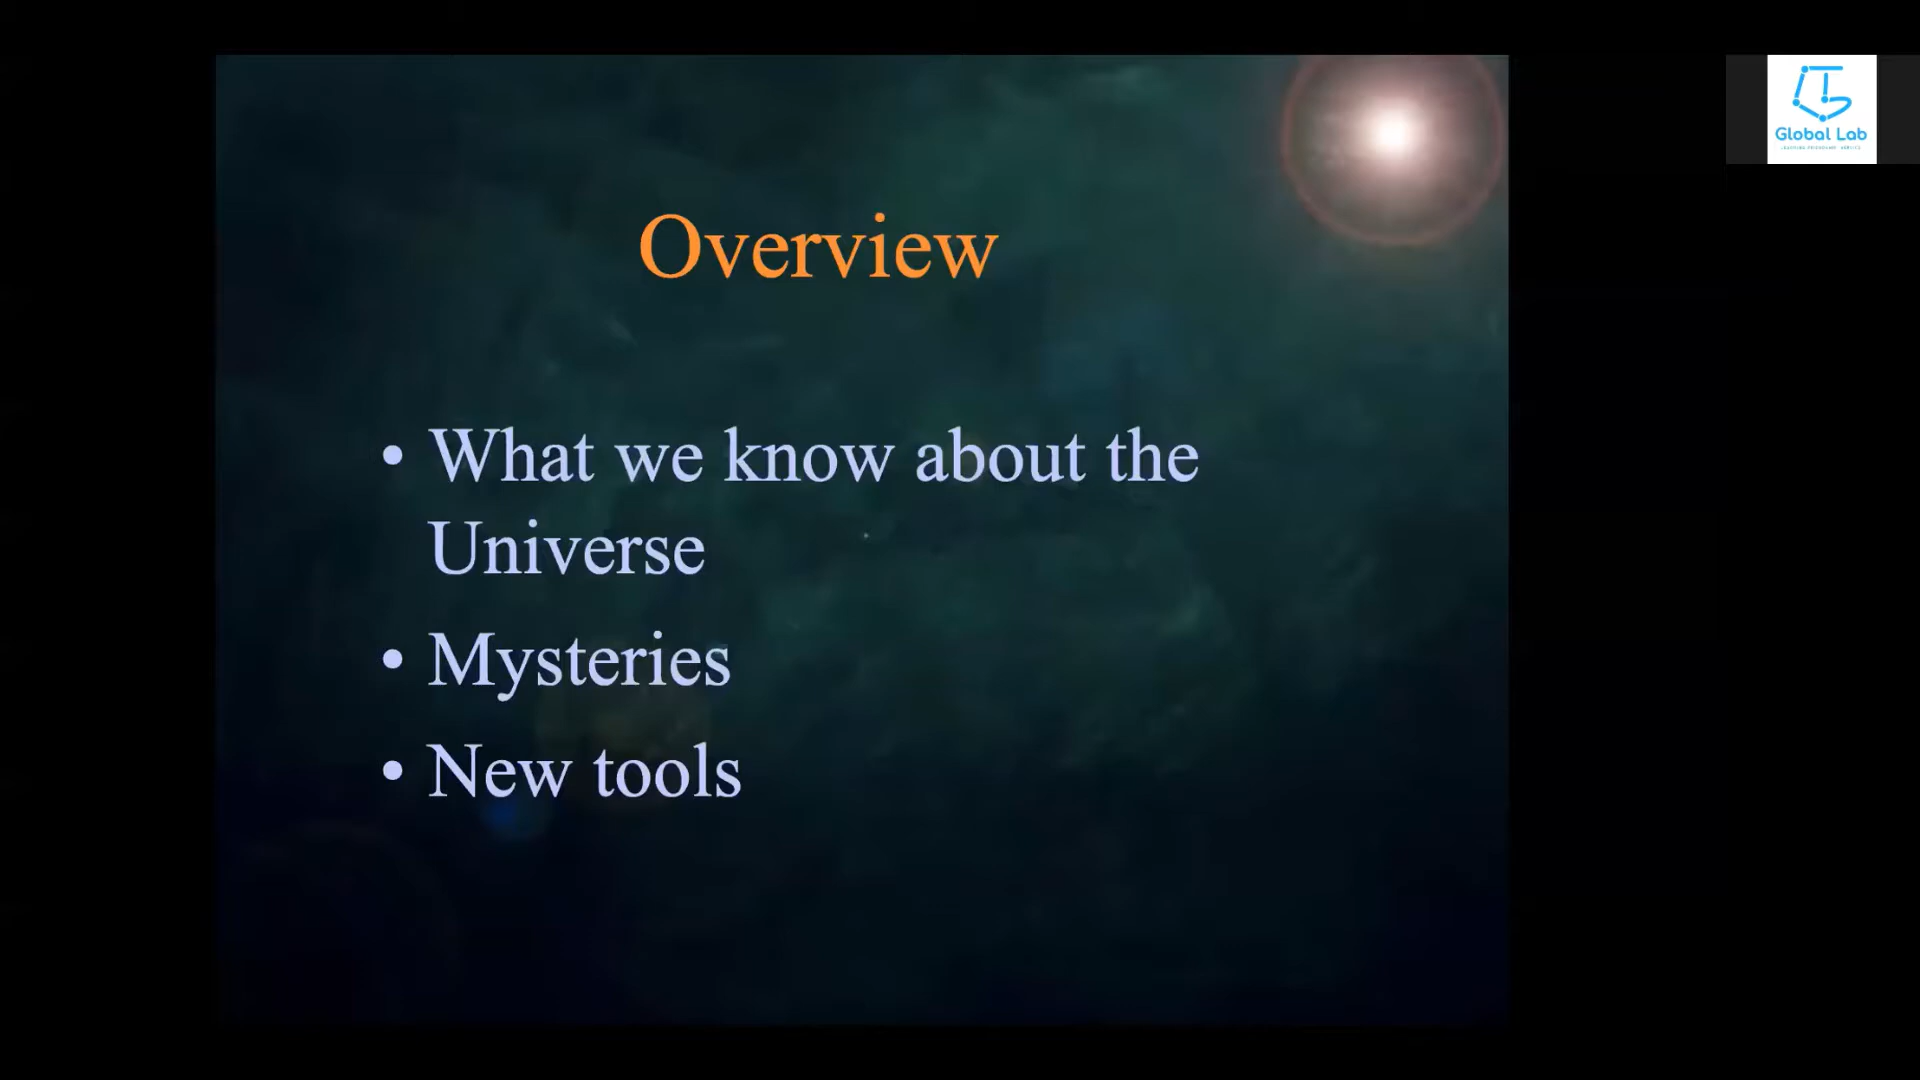 Overview
• What we know about the
Universe
• Mysteries
• New tools
Global Lab